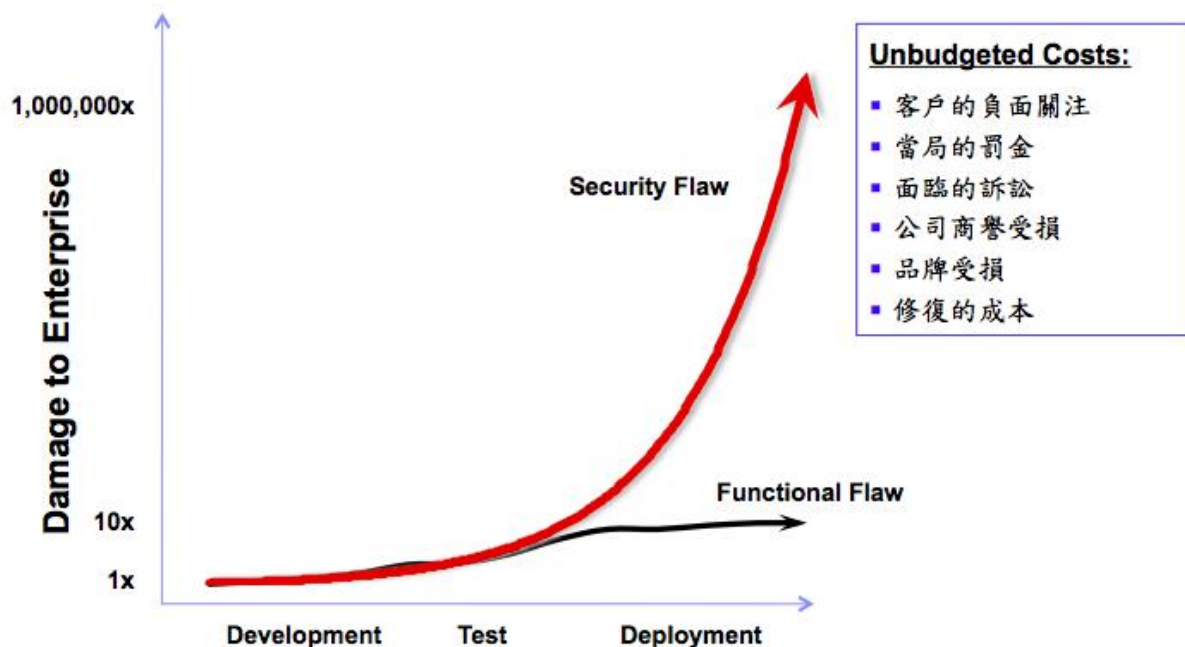 Unbudgeted Costs:
客戶的負面關注
當局的罰金
面臨的訴訟
公司商譽受損
品牌受損
修復的成本
1,000,000x
Damage to Enterprise
Security Flaw
Functional Flaw
10x
1x
Development Test Deployment